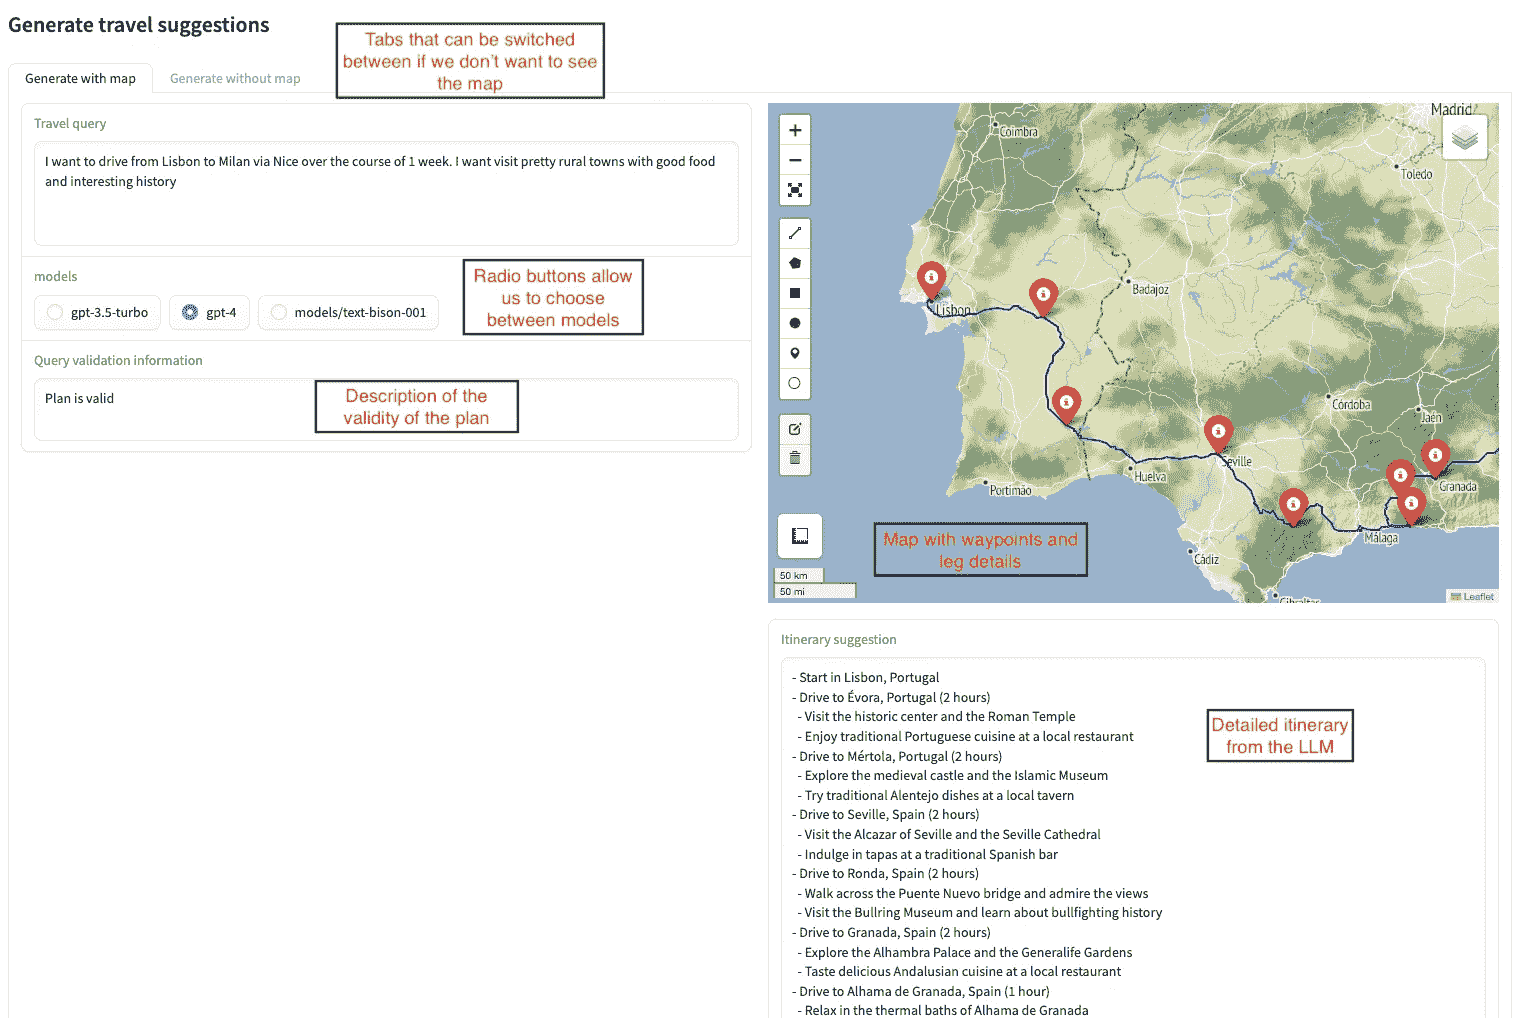 Generate travel suggestions
Tabs that can be switched
between if we don't want to see
the map
Generate with map
Generate without map
Travel query
I want to drive from Lisbon to Milan via Nice over the course of 1 week. I want visit pretty rural towns with good food
and interesting history
models
gpt-3.5-turbo
gpt-4
models/text-bison-001
Radio buttons allow
us to choose
between models
Query validation information
Plan is valid
Description of the
validity of the plan
+
−
Madrid
Coimbra
Toledo
Badajoz
Lisbon
Córdoba
Jaén
Seville
Huelva
Granada
Portimão
Málaga
Cádiz
Gibraltar
Map with waypoints and
leg details
50 km
50 mi
Leaflet
Itinerary suggestion
- Start in Lisbon, Portugal
- Drive to Évora, Portugal (2 hours)
- Visit the historic center and the Roman Temple
- Enjoy traditional Portuguese cuisine at a local restaurant
- Drive to Mértola, Portugal (2 hours)
- Explore the medieval castle and the Islamic Museum
- Try traditional Alentejo dishes at a local tavern
- Drive to Seville, Spain (2 hours)
- Visit the Alcazar of Seville and the Seville Cathedral
- Indulge in tapas at a traditional Spanish bar
- Drive to Ronda, Spain (2 hours)
- Walk across the Puente Nuevo bridge and admire the views
- Visit the Bullring Museum and learn about bullfighting history
- Drive to Granada, Spain (2 hours)
- Explore the Alhambra Palace and the Generalife Gardens
- Taste delicious Andalusian cuisine at a local restaurant
- Drive to Alhama de Granada, Spain (1 hour)
- Relax in the thermal baths of Alhama de Granada
Detailed itinerary
from the LLM